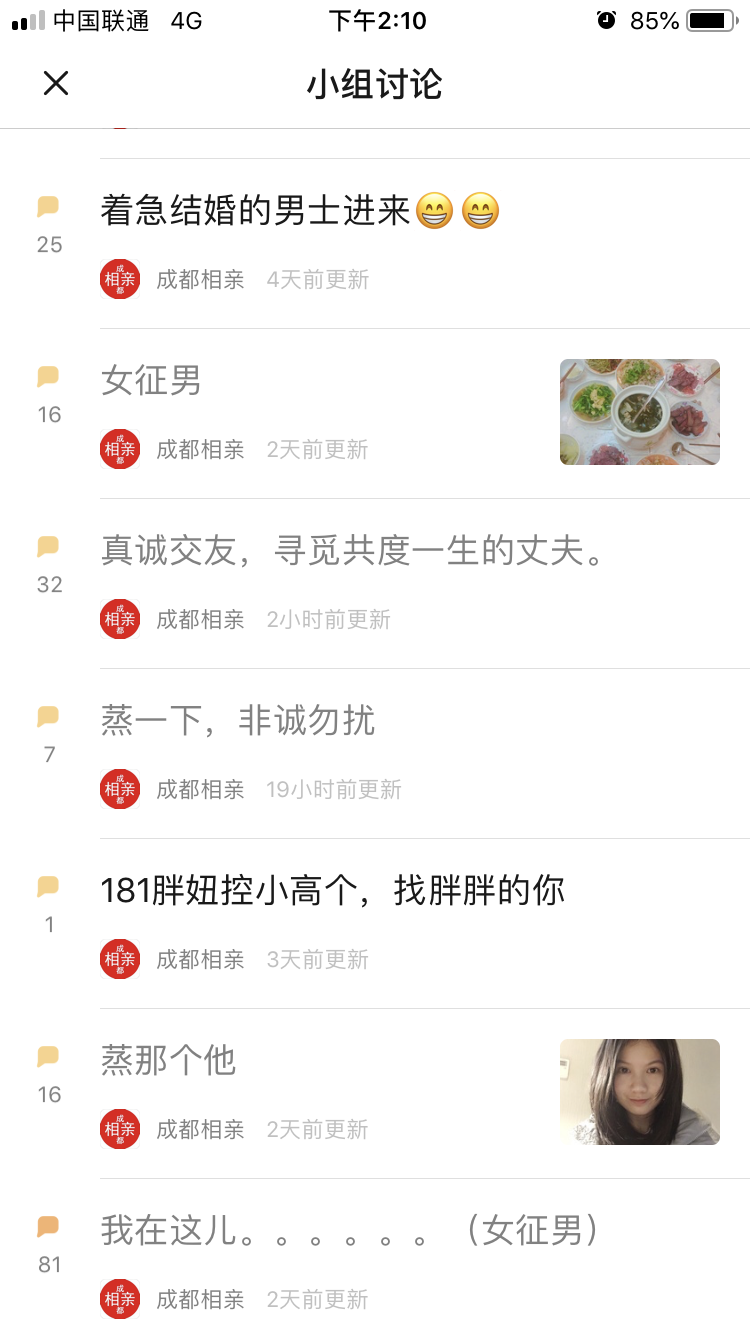 中国联通 4G 下午2:10 85%
小组讨论
着急结婚的男士进来😁😁
25
成都相亲 成都相亲 4天前更新
女征男
16
成都相亲 成都相亲 2天前更新
真诚交友，寻觅共度一生的丈夫。
32
成都相亲 成都相亲 2小时前更新
蒸一下，非诚勿扰
7
成都相亲 成都相亲 19小时前更新
181胖妞控小高个，找胖胖的你
1
成都相亲 成都相亲 3天前更新
蒸那个他
16
成都相亲 成都相亲 2天前更新
我在这儿。。。。。。（女征男）
81
成都相亲 成都相亲 2天前更新